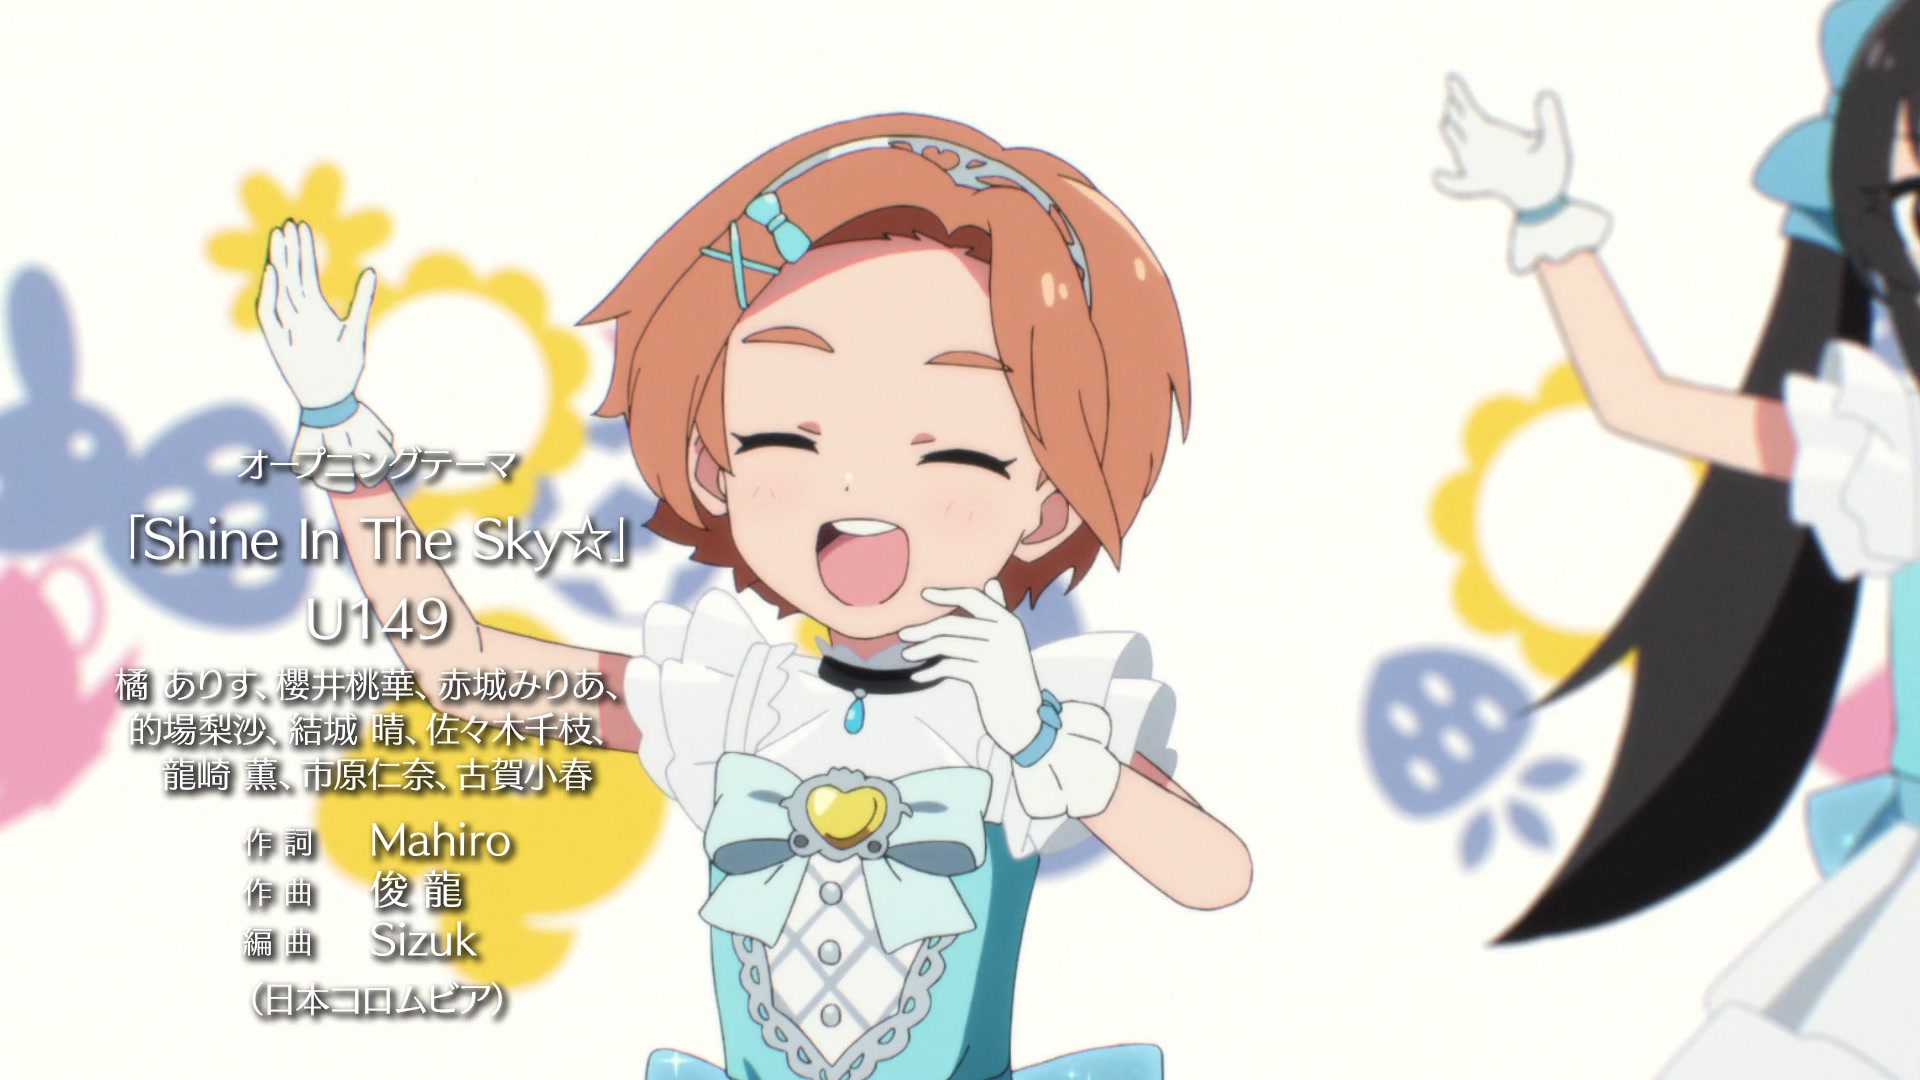 オープニングテーマ
「Shine In The Sky☆」
U149
橘 ありす、櫻井桃華、赤城みりあ、
的場梨沙、結城 晴、佐々木千枝、
龍崎 薫、市原仁奈、古賀小春
作 詞 Mahiro
作 曲 俊 龍
編 曲 Sizuk
（日本コロムビア）